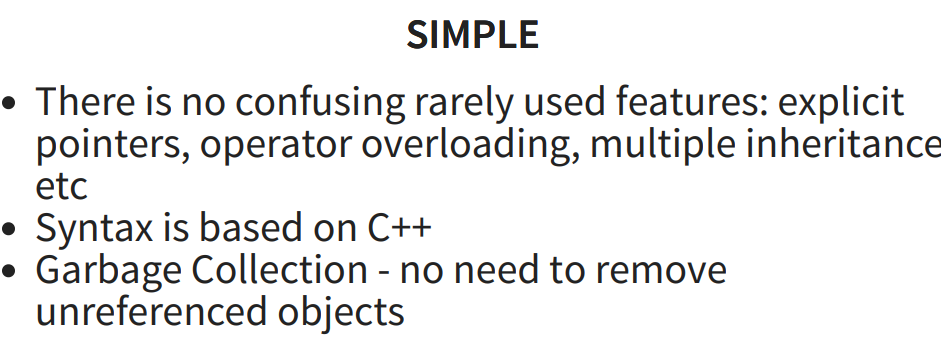 SIMPLE
• There is no confusing rarely used features: explicit
pointers, operator overloading, multiple inheritance
etc
• Syntax is based on C++
• Garbage Collection - no need to remove
unreferenced objects